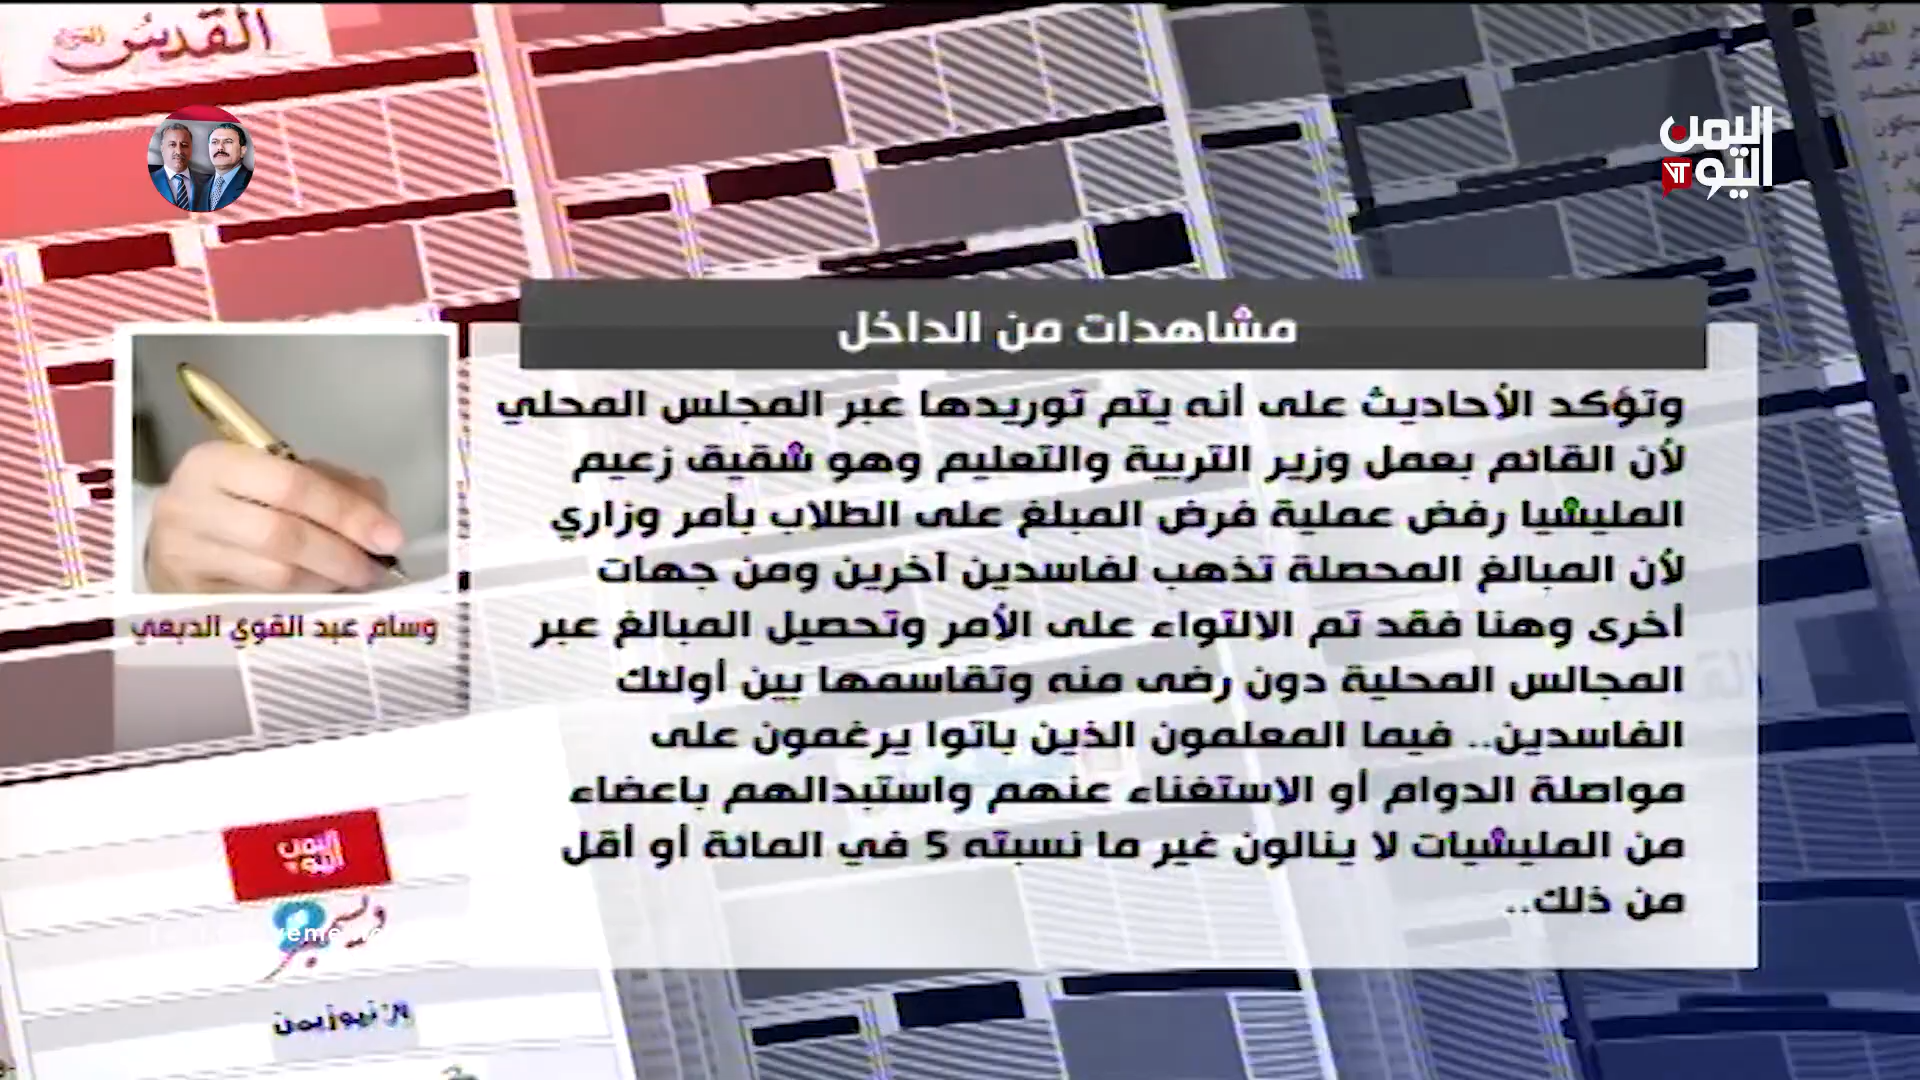 القدس
اليمن
اليوم
مشاهدات من الداخل
وتؤكد الأحاديث على أنه يتم توريدها عبر المجلس المحلي
لأن القائم بعمل وزير التربية والتعليم وهو شقيق زعيم
المليشيا رفض عملية فرض المبلغ على الطلاب بأمر وزاري
لأن المبالغ المحصلة تذهب لفاسدين آخرين ومن جهات
أخرى وهنا فقد تم الالتواء على الأمر وتحصيل المبالغ عبر
المجالس المحلية دون رضى منه وتقاسمها بين أولئك
الفاسدين.. فيما المعلمون الذين باتوا يرغمون على
مواصلة الدوام أو الاستغناء عنهم واستبدالهم باعضاء
من المليشيات لا ينالون غير ما نسبته 5 في المائة أو أقل
من ذلك..
وسام عبد القوي الدبعي
اليمن
اليوم
نيوزيمن